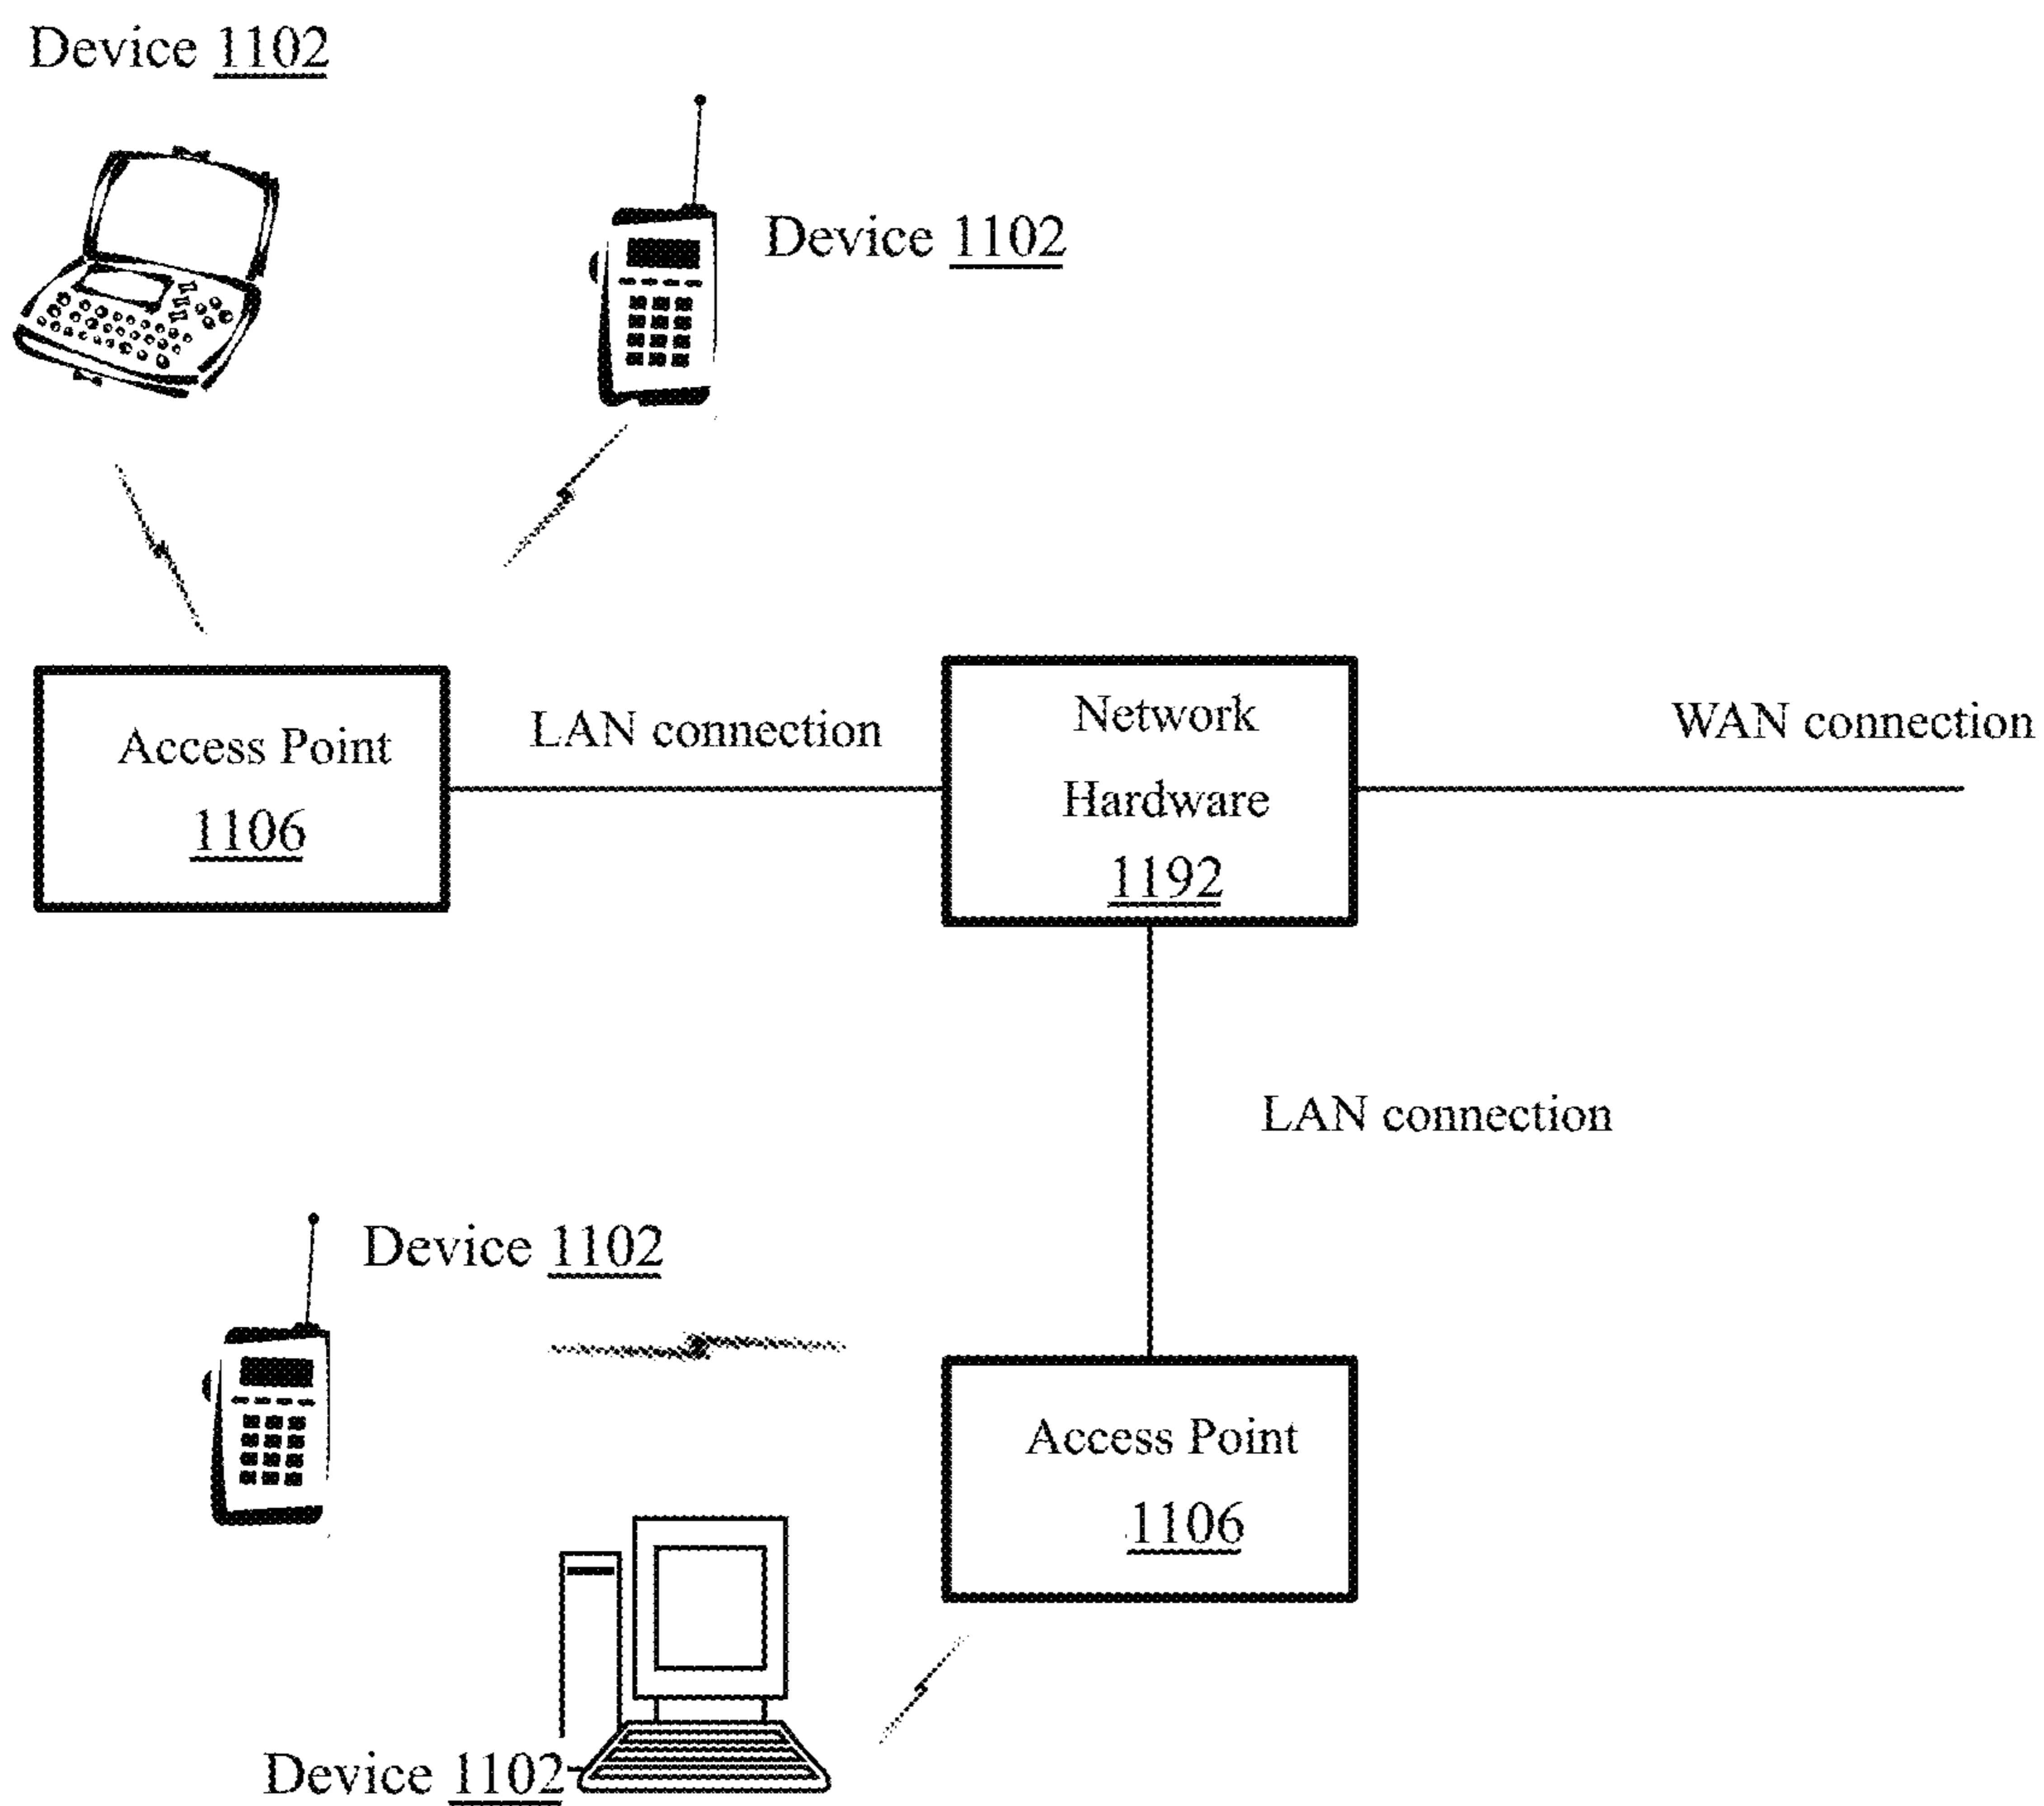 Device 1102
Device 1102
Access Point
1106
LAN connection
Network
Hardware
1192
WAN connection
LAN connection
Device 1102
Access Point
1106
Device 1102